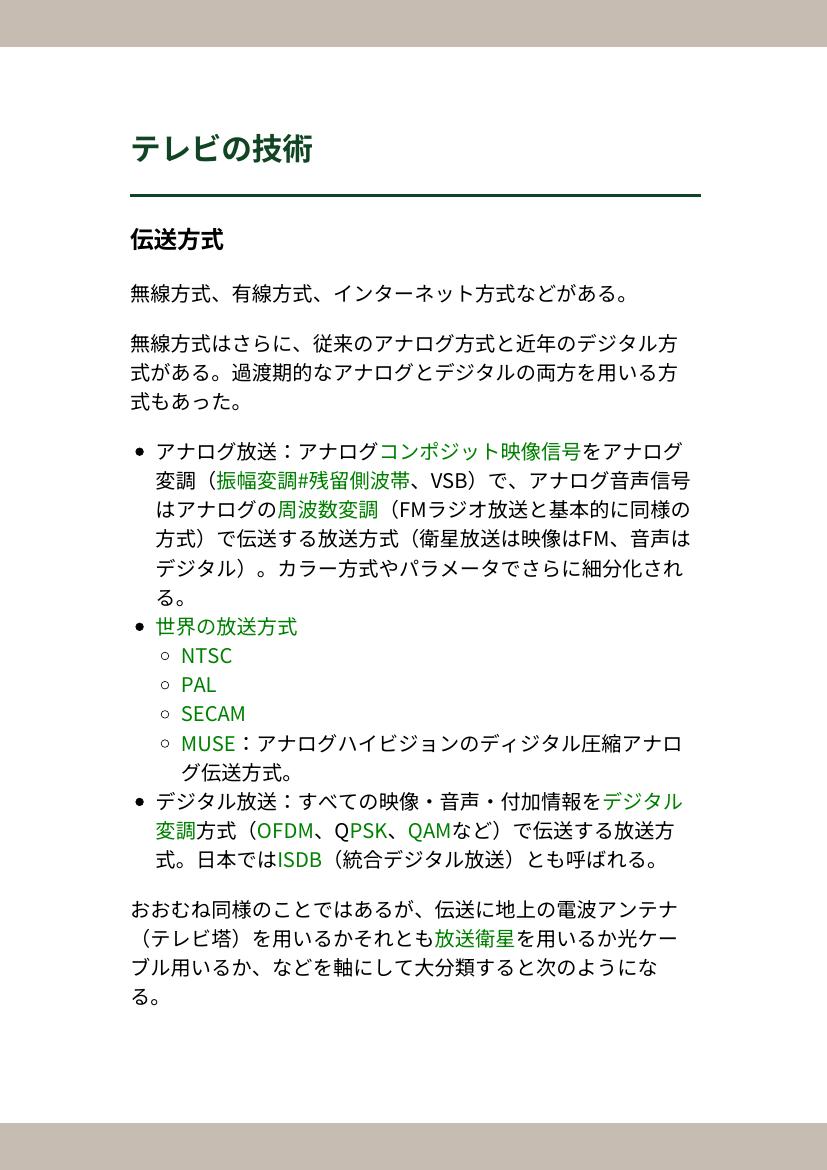 テレビの技術
伝送方式
無線方式、有線方式、インターネット方式などがある。
無線方式はさらに、従来のアナログ方式と近年のデジタル方
式がある。過渡期的なアナログとデジタルの両方を用いる方
式もあった。
アナログ放送：アナログコンポジット映像信号をアナログ
変調（振幅変調#残留側波帯、VSB）で、アナログ音声信号
はアナログの周波数変調（FMラジオ放送と基本的に同様の
方式）で伝送する放送方式（衛星放送は映像はFM、音声は
デジタル）。カラー方式やパラメータでさらに細分化され
る。
世界の放送方式
NTSC
PAL
SECAM
MUSE：アナログハイビジョンのディジタル圧縮アナロ
グ伝送方式。
デジタル放送：すべての映像・音声・付加情報をデジタル
変調方式（OFDM、QPSK、QAMなど）で伝送する放送方
式。日本ではISDB（統合デジタル放送）とも呼ばれる。
おおむね同様のことではあるが、伝送に地上の電波アンテナ
（テレビ塔）を用いるかそれとも放送衛星を用いるか光ケー
ブル用いるか、などを軸にして大分類すると次のようにな
る。